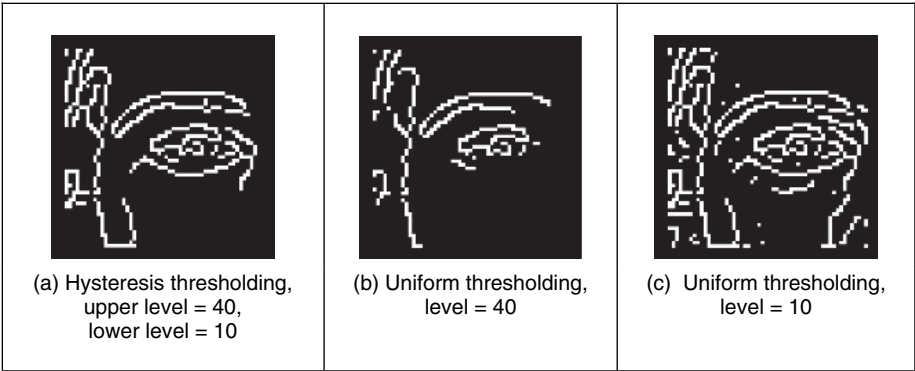 (a) Hysteresis thresholding,
upper level = 40,
lower level = 10
(b) Uniform thresholding,
level = 40
(c) Uniform thresholding,
level = 10